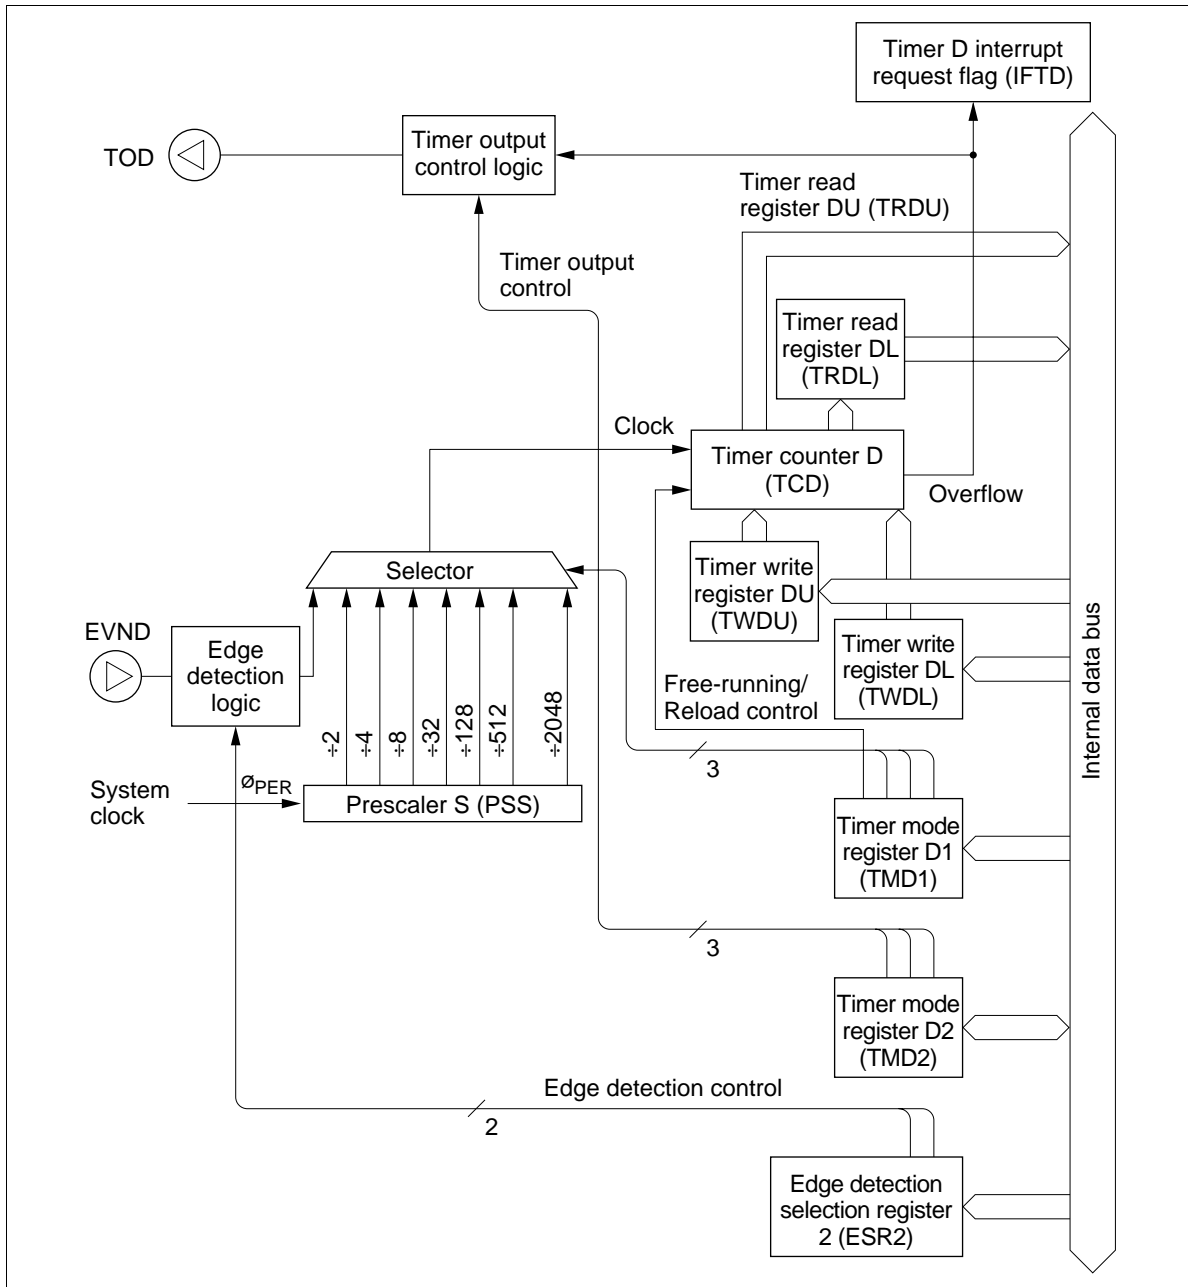 Timer D interrupt
request flag (IFTD)
Timer output
control logic
TOD
Timer read
register DU (TRDU)
Timer output
control
Timer read
register DL
(TRDL)
Clock
Timer counter D
(TCD)
Overflow
Timer write
register DU
(TWDU)
Selector
EVND
Edge
detection
logic
Timer write
register DL
(TWDL)
Internal data bus
Free-running/
Reload control
÷2
÷4
÷8
÷32
÷128
÷512
÷2048
3
System
clock
øPER
Prescaler S (PSS)
Timer mode
register D1
(TMD1)
3
Timer mode
register D2
(TMD2)
Edge detection control
2
Edge detection
selection register
2 (ESR2)